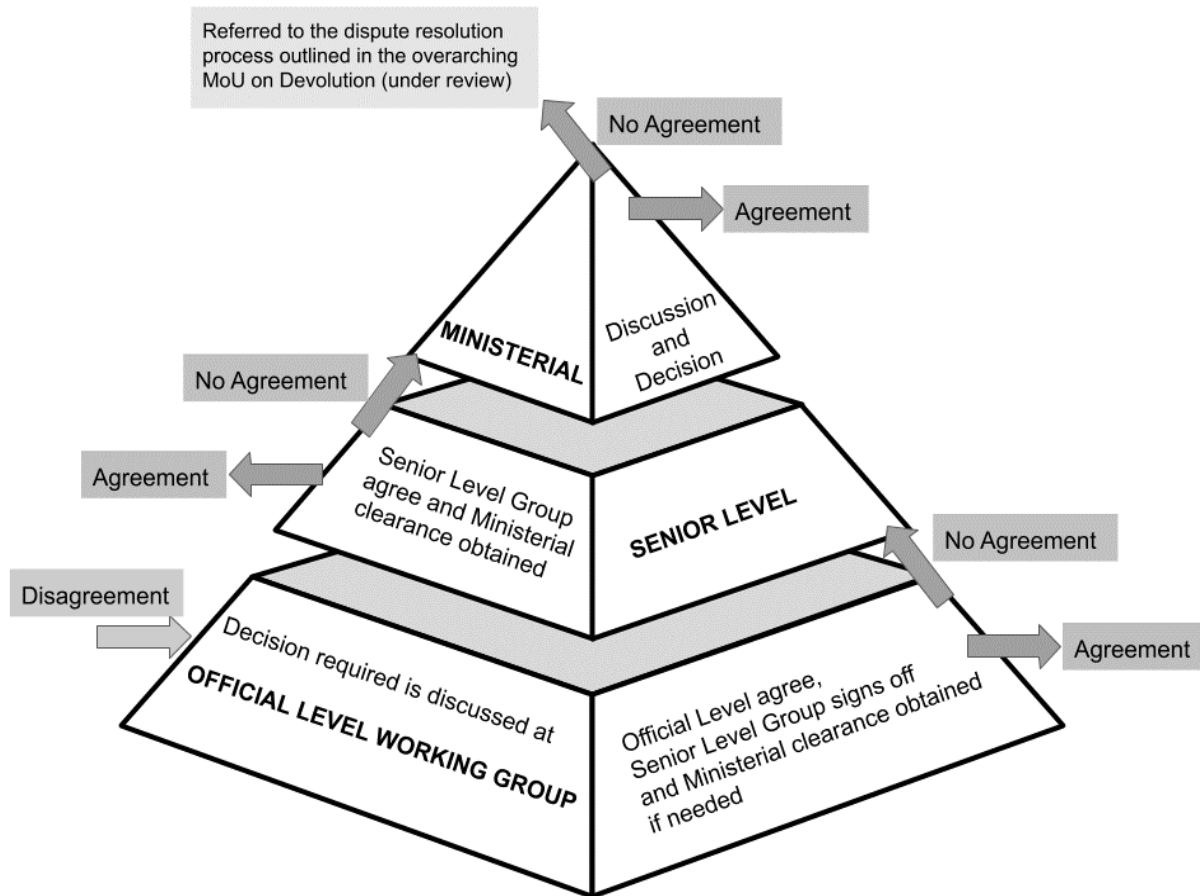 Referred to the dispute resolution
process outlined in the overarching
MoU on Devolution (under review)
No Agreement
Agreement
MINISTERIAL
Discussion
and
Decision
No Agreement
Agreement
Senior Level Group
agree and Ministerial
clearance obtained
SENIOR LEVEL
No Agreement
Agreement
Disagreement
Decision required is discussed at
OFFICIAL LEVEL WORKING GROUP
Official Level agree,
Senior Level Group signs off
and Ministerial clearance obtained
if needed